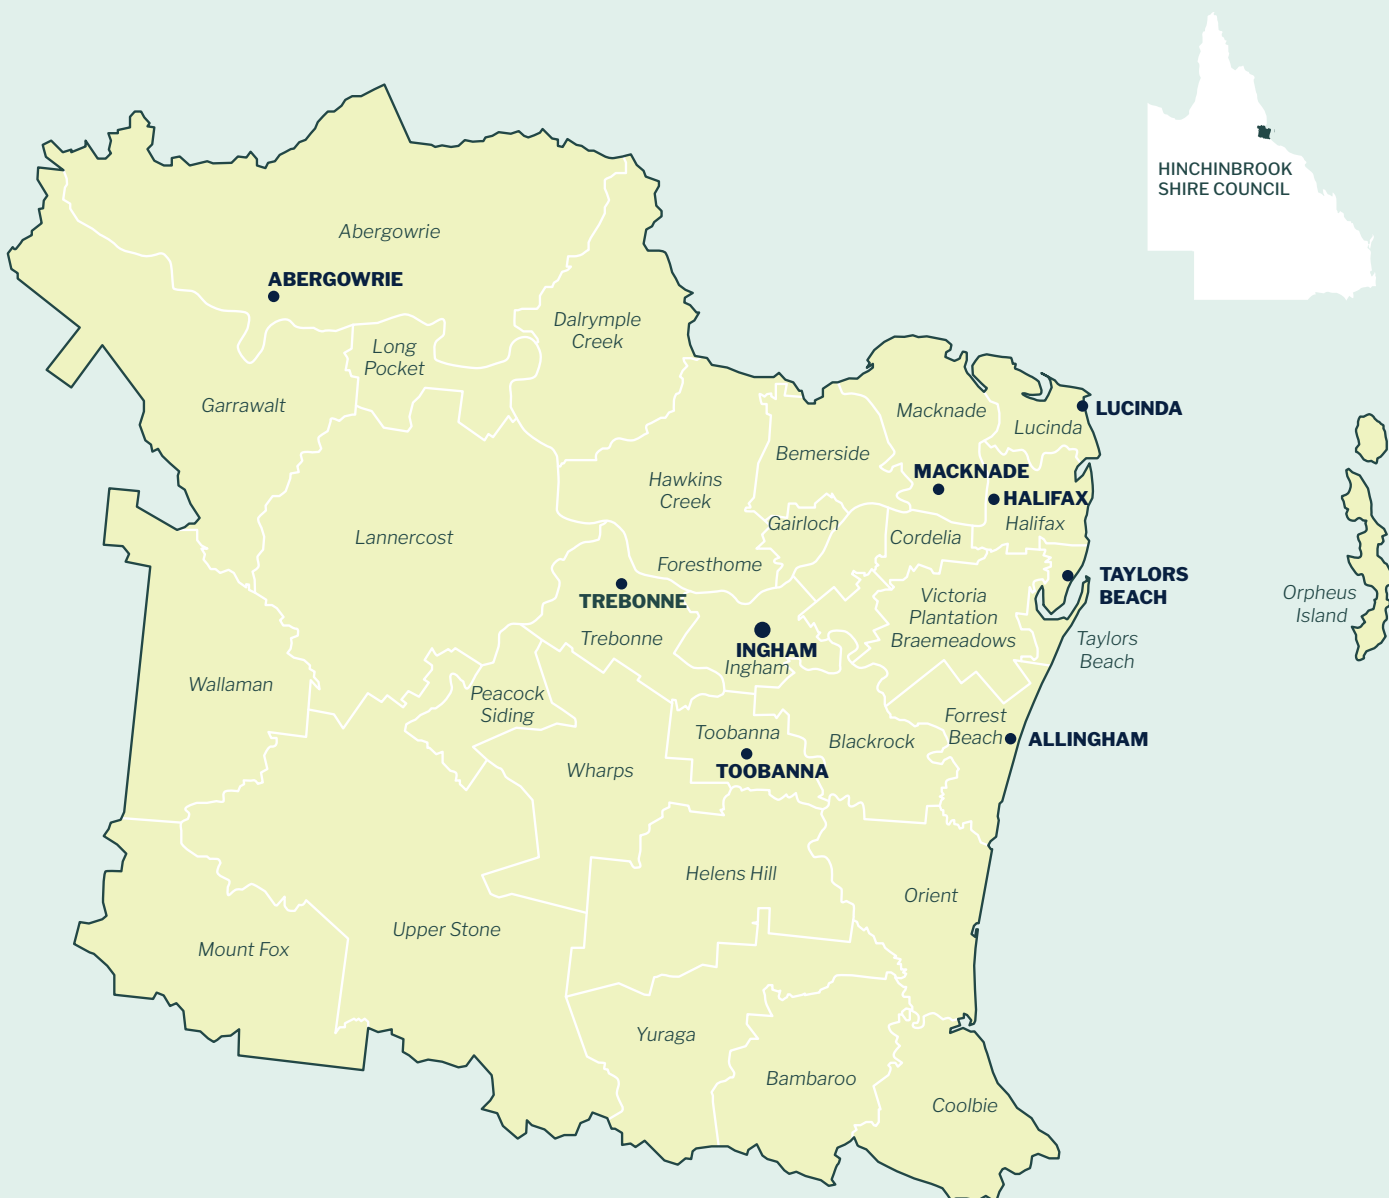 HINCHINBROOK
SHIRE COUNCIL
Abergowrie
ABERGOWRIE
Dalrymple
Creek
Long
Pocket
Garrawalt
Macknade
LUCINDA
Lucinda
Bemerside
MACKNADE
Hawkins
Creek
HALIFAX
Gairloch
Halifax
Cordelia
Lannercost
Foresthome
TAYLORS
BEACH
TREBONNE
Victoria
Plantation
Braemeadows
Orpheus
Island
Trebonne
INGHAM
Ingham
Taylors
Beach
Wallaman
Peacock
Siding
Forrest
Beach
ALLINGHAM
Toobanna
Blackrock
TOOBANNA
Wharps
Helens Hill
Orient
Upper Stone
Mount Fox
Yuraga
Bambaroo
Coolbie